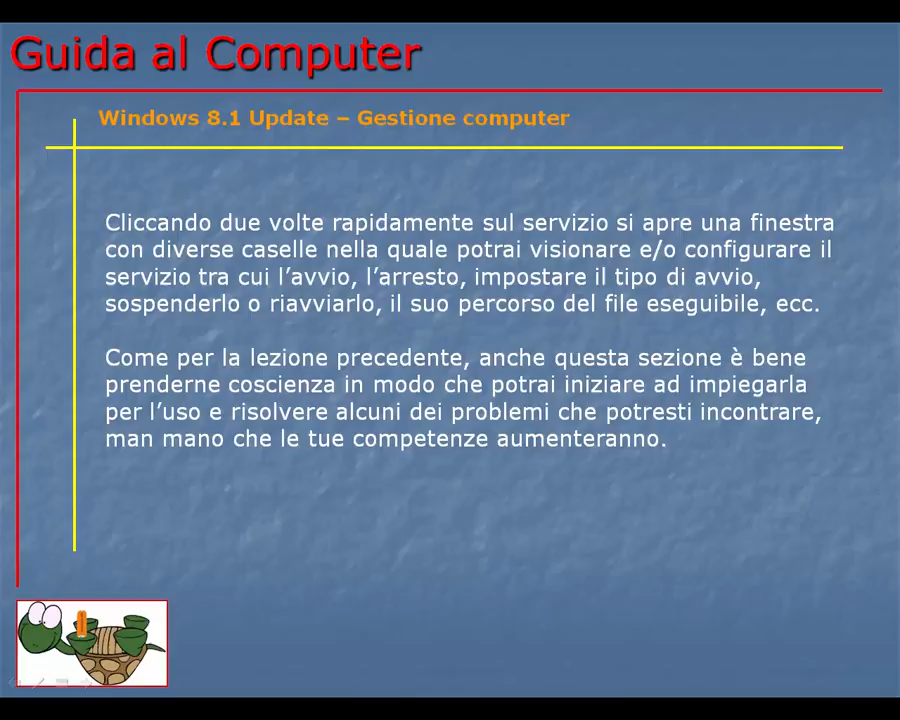 Guida al Computer
Windows 8.1 Update – Gestione computer
Cliccando due volte rapidamente sul servizio si apre una finestra
con diverse caselle nella quale potrai visionare e/o configurare il
servizio tra cui l’avvio, l’arresto, impostare il tipo di avvio,
sospenderlo o riavviarlo, il suo percorso del file eseguibile, ecc.
Come per la lezione precedente, anche questa sezione è bene
prenderne coscienza in modo che potrai iniziare ad impiegarla
per l’uso e risolvere alcuni dei problemi che potresti incontrare,
man mano che le tue competenze aumenteranno.